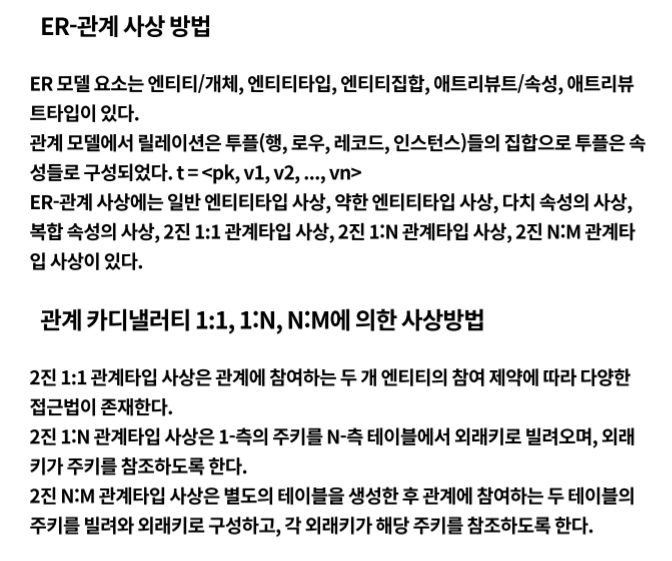 ER-관계 사상 방법
ER 모델 요소는 엔티티/개체, 엔티티타입, 엔티티집합, 애트리뷰트/속성, 애트리뷰
트타입이 있다.
관계 모델에서 릴레이션은 투플(행, 로우, 레코드, 인스턴스)들의 집합으로 투플은 속
성들로 구성되었다. t = <pk, v1, v2, ..., vn>
ER-관계 사상에는 일반 엔티티타입 사상, 약한 엔티티타입 사상, 다치 속성의 사상,
복합 속성의 사상, 2진 1:1 관계타입 사상, 2진 1:N 관계타입 사상, 2진 N:M 관계타
입 사상이 있다.
관계 카디낼러티 1:1, 1:N, N:M에 의한 사상방법
2진 1:1 관계타입 사상은 관계에 참여하는 두 개 엔티티의 참여 제약에 따라 다양한
접근법이 존재한다.
2진 1:N 관계타입 사상은 1-측의 주키를 N-측 테이블에서 외래키로 빌려오며, 외래
키가 주키를 참조하도록 한다.
2진 N:M 관계타입 사상은 별도의 테이블을 생성한 후 관계에 참여하는 두 테이블의
주키를 빌려와 외래키로 구성하고, 각 외래키가 해당 주키를 참조하도록 한다.